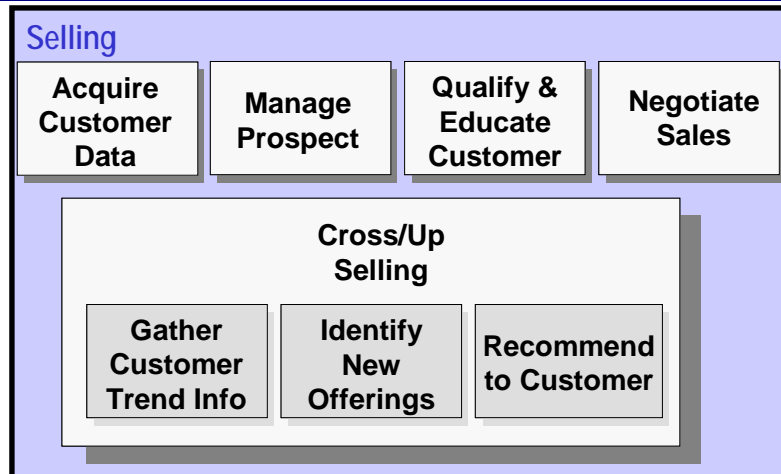 Selling
Acquire
Customer
Data
Manage
Prospect
Qualify &
Educate
Customer
Negotiate
Sales
Cross/Up
Selling
Gather
Customer
Trend Info
Identify
New
Offerings
Recommend
to Customer